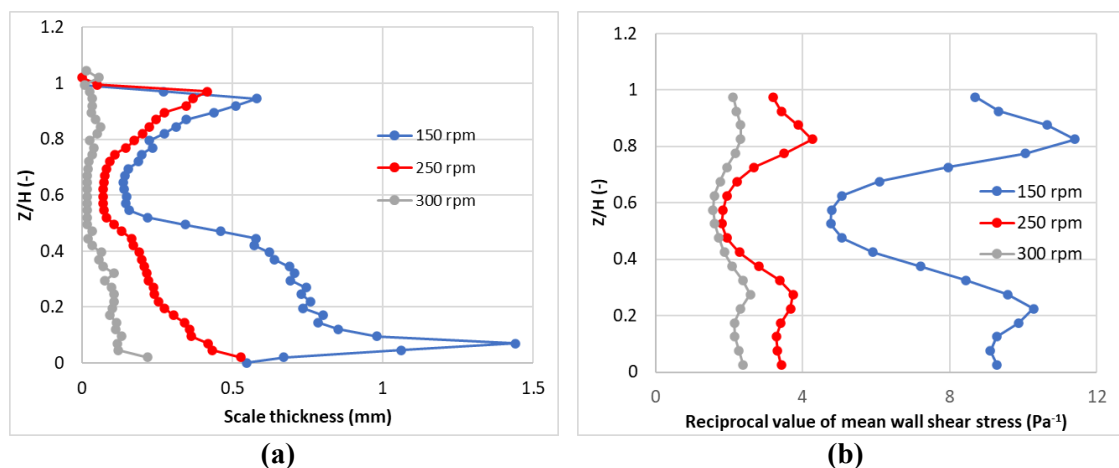 1.2
1
0.8
0.6
0.4
0.2
0
Z/H (-)
0
0.5
1
1.5
Scale thickness (mm)
150 rpm
250 rpm
300 rpm
(a)
1.2
1
0.8
0.6
0.4
0.2
0
Z/H (-)
0
4
8
12
Reciprocal value of mean wall shear stress (Pa⁻¹)
150 rpm
250 rpm
300 rpm
(b)